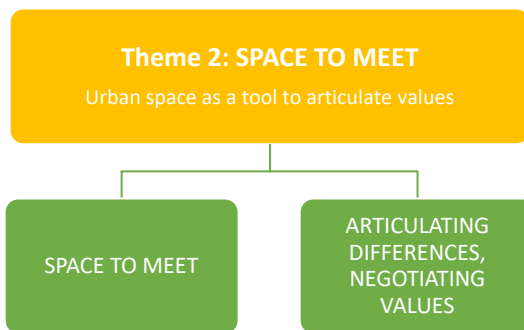 Theme 2: SPACE TO MEET
Urban space as a tool to articulate values
SPACE TO MEET
ARTICULATING
DIFFERENCES,
NEGOTIATING
VALUES